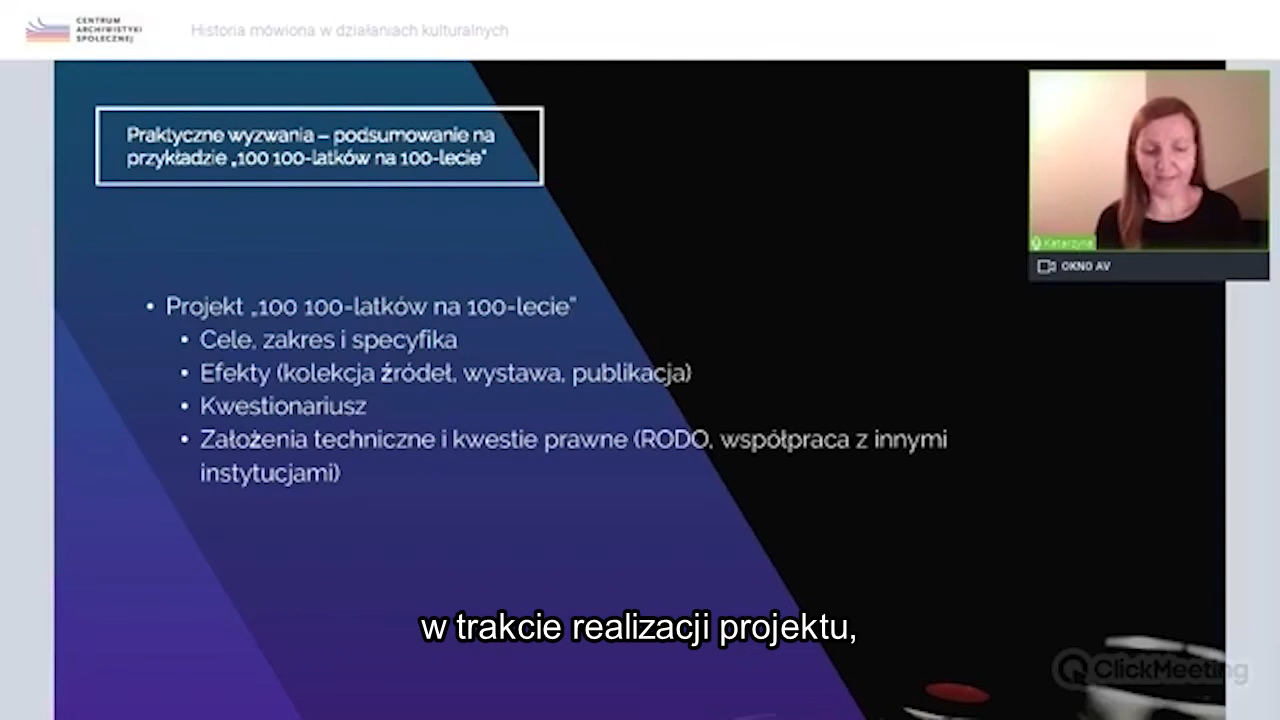 CENTRUM
ARCHIWISTYKI
SPOŁECZNEJ
Historia mówiona w działaniach kulturalnych
Praktyczne wyzwania – podsumowanie na
przykładzie „100 100-latków na 100-lecie”
• Projekt „100 100-latków na 100-lecie”
• Cele, zakres i specyfika
• Efekty (kolekcja źródeł, wystawa, publikacja)
• Kwestionariusz
• Założenia techniczne i kwestie prawne (RODO, współpraca z innymi
instytucjami)
Katarzyna
OKNO AV
w trakcie realizacji projektu,
ClickMeeting